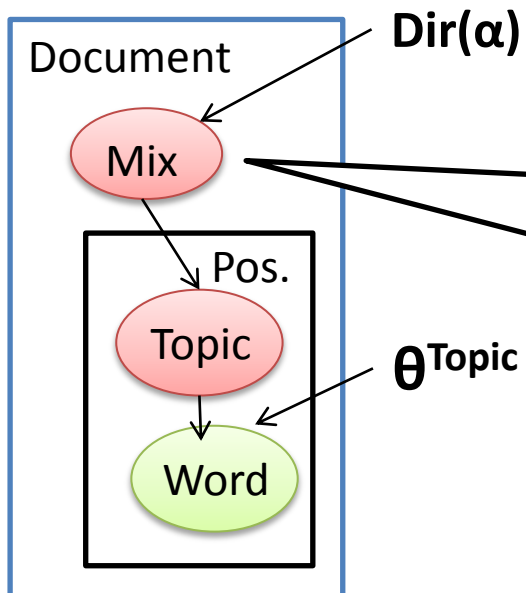 Dir(α)
Document
Mix
Pos.
Topic
θ^Topic
Word